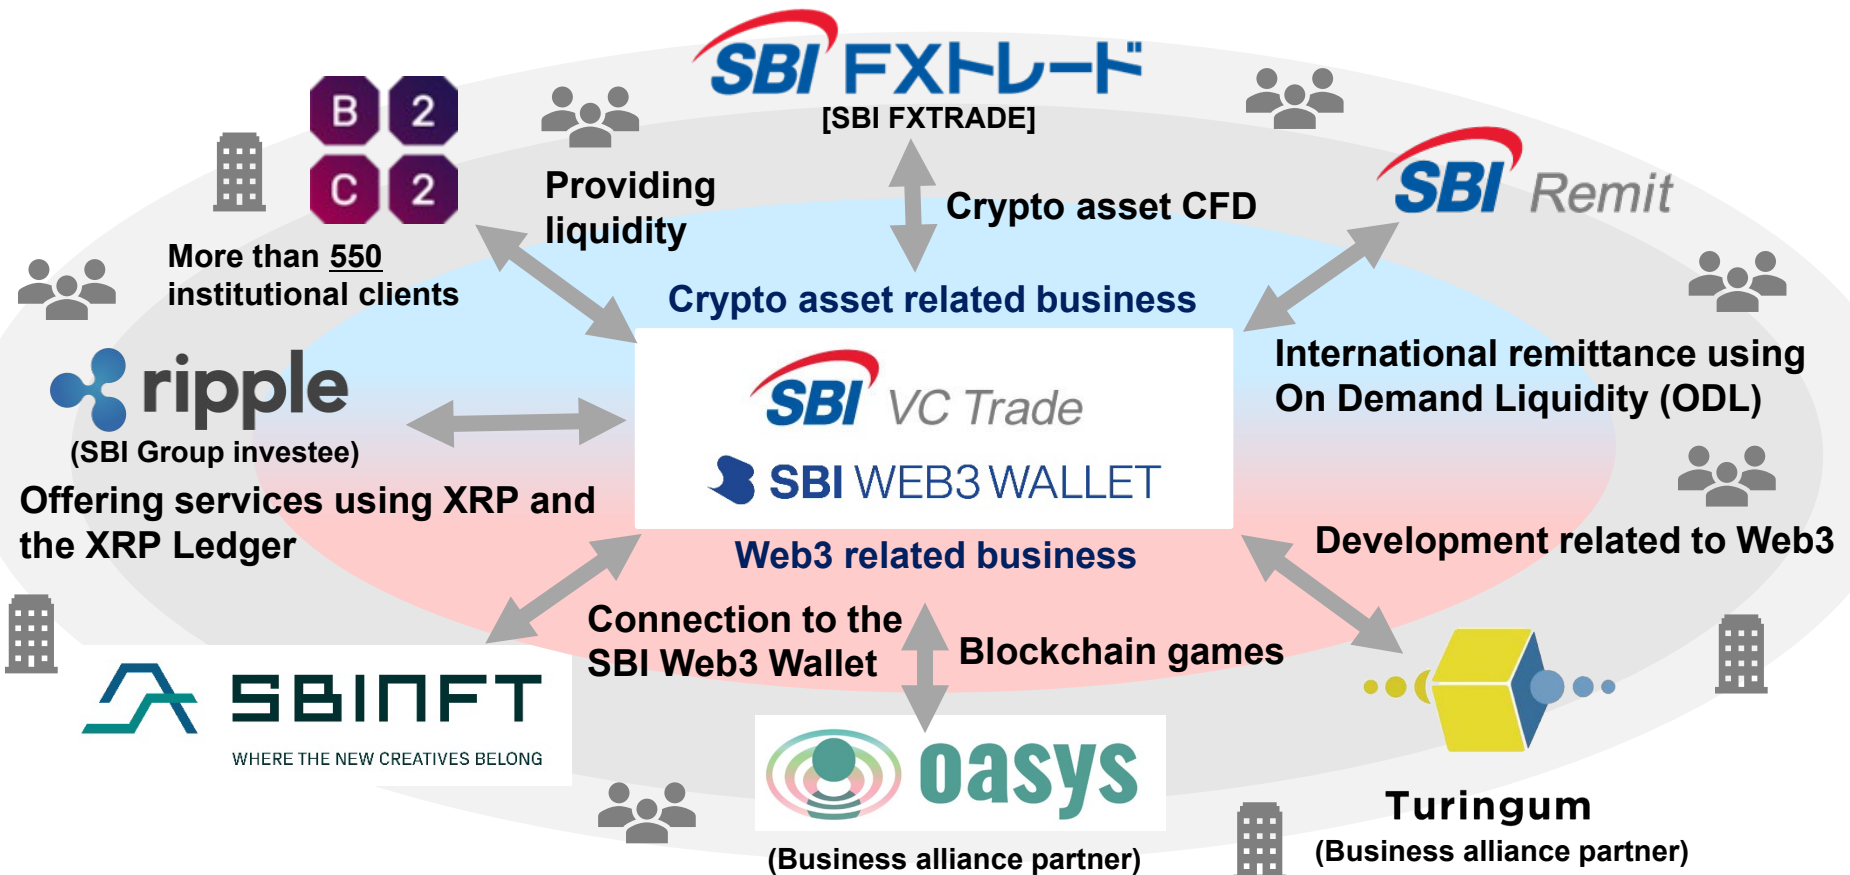 SBI FXトレード
[SBI FXTRADE]
B 2
C 2
More than 550
institutional clients
Providing
liquidity
Crypto asset CFD
SBI Remit
Crypto asset related business
International remittance using
On Demand Liquidity (ODL)
ripple
(SBI Group investee)
Offering services using XRP and
the XRP Ledger
SBI VC Trade
SBI WEB3 WALLET
Web3 related business
Development related to Web3
Connection to the
SBI Web3 Wallet
Blockchain games
SBINFT
WHERE THE NEW CREATIVES BELONG
oasys
(Business alliance partner)
Turingum
(Business alliance partner)